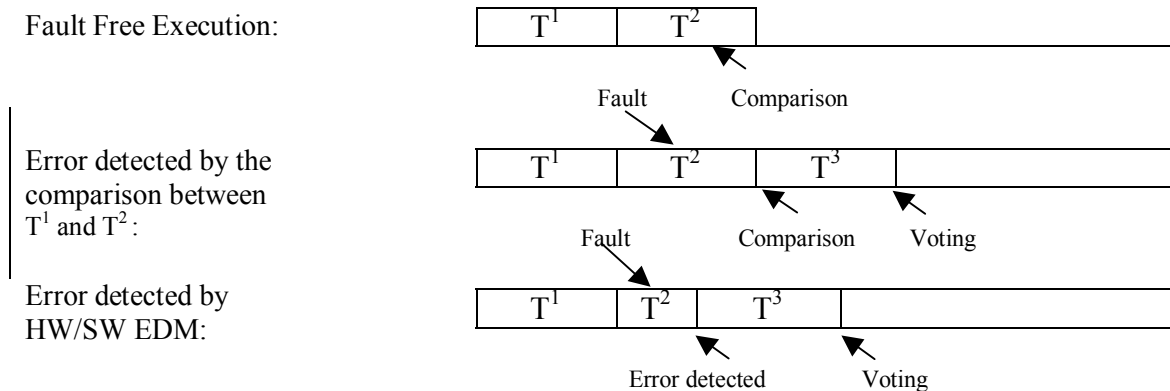 Fault Free Execution:
T¹ T²
Comparison
Fault
Error detected by the
comparison between
T¹ and T² :
T¹ T² T³
Comparison Voting
Fault
Error detected by
HW/SW EDM:
T¹ T² T³
Error detected Voting